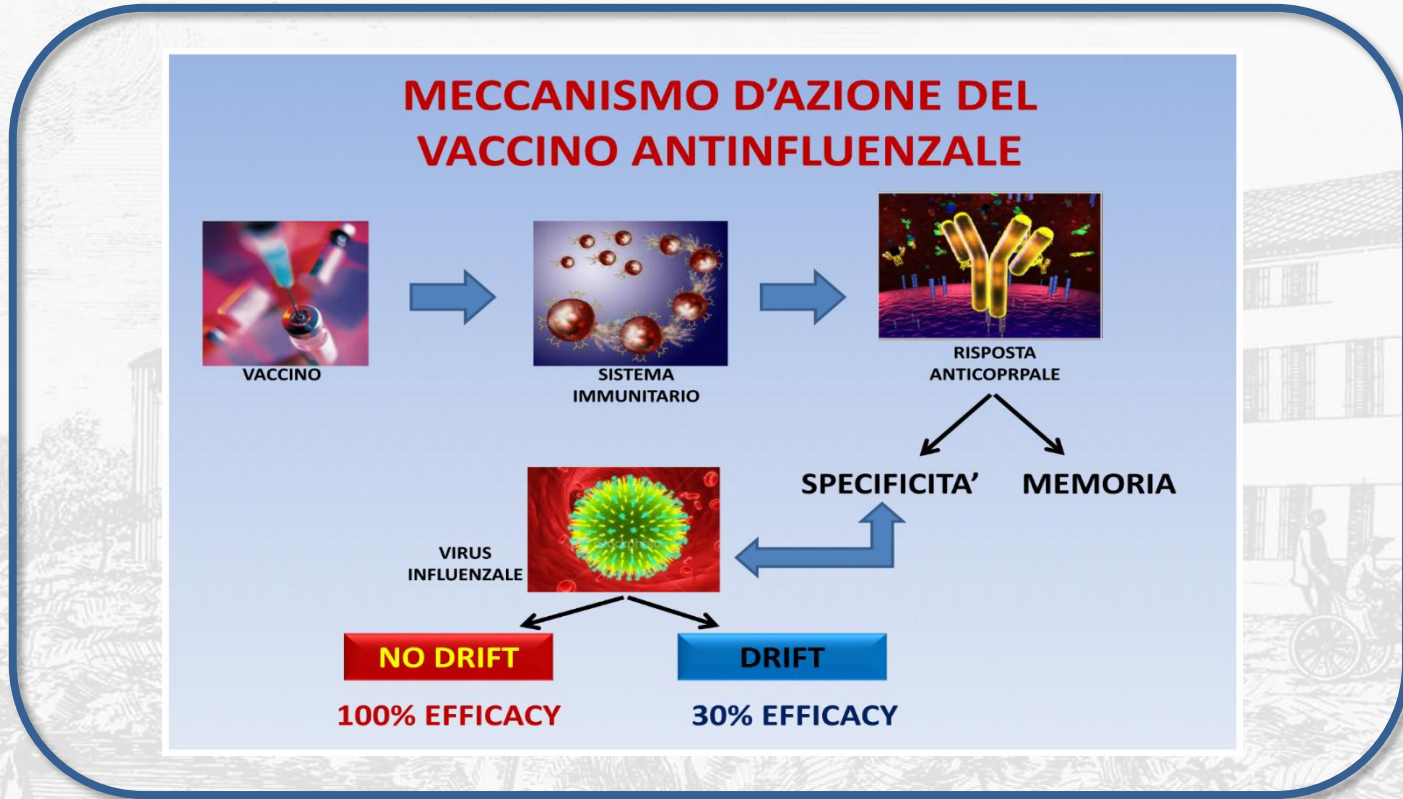 MECCANISMO D'AZIONE DEL
VACCINO ANTINFLUENZALE
VACCINO
SISTEMA
IMMUNITARIO
RISPOSTA
ANTICOPRPALE
SPECIFICITA'
MEMORIA
VIRUS
INFLUENZALE
NO DRIFT
DRIFT
100% EFFICACY
30% EFFICACY